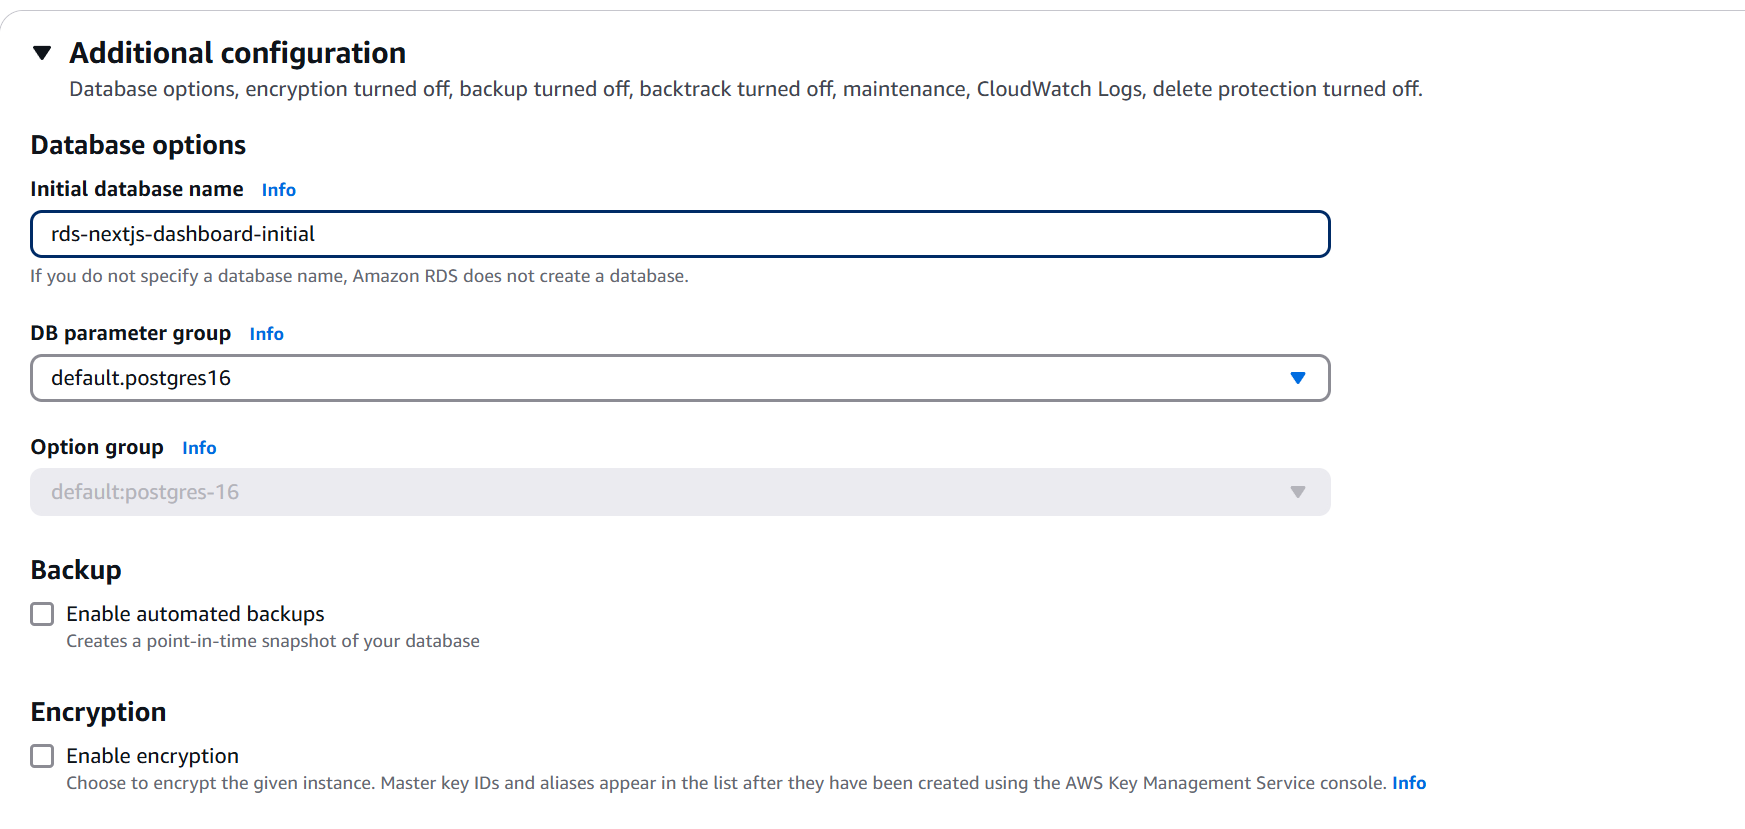 Additional configuration
Database options, encryption turned off, backup turned off, backtrack turned off, maintenance, CloudWatch Logs, delete protection turned off.
Database options
Initial database name Info
rds-nextjs-dashboard-initial
If you do not specify a database name, Amazon RDS does not create a database.
DB parameter group Info
default.postgres16
Option group Info
default:postgres-16
Backup
Enable automated backups
Creates a point-in-time snapshot of your database
Encryption
Enable encryption
Choose to encrypt the given instance. Master key IDs and aliases appear in the list after they have been created using the AWS Key Management Service console. Info